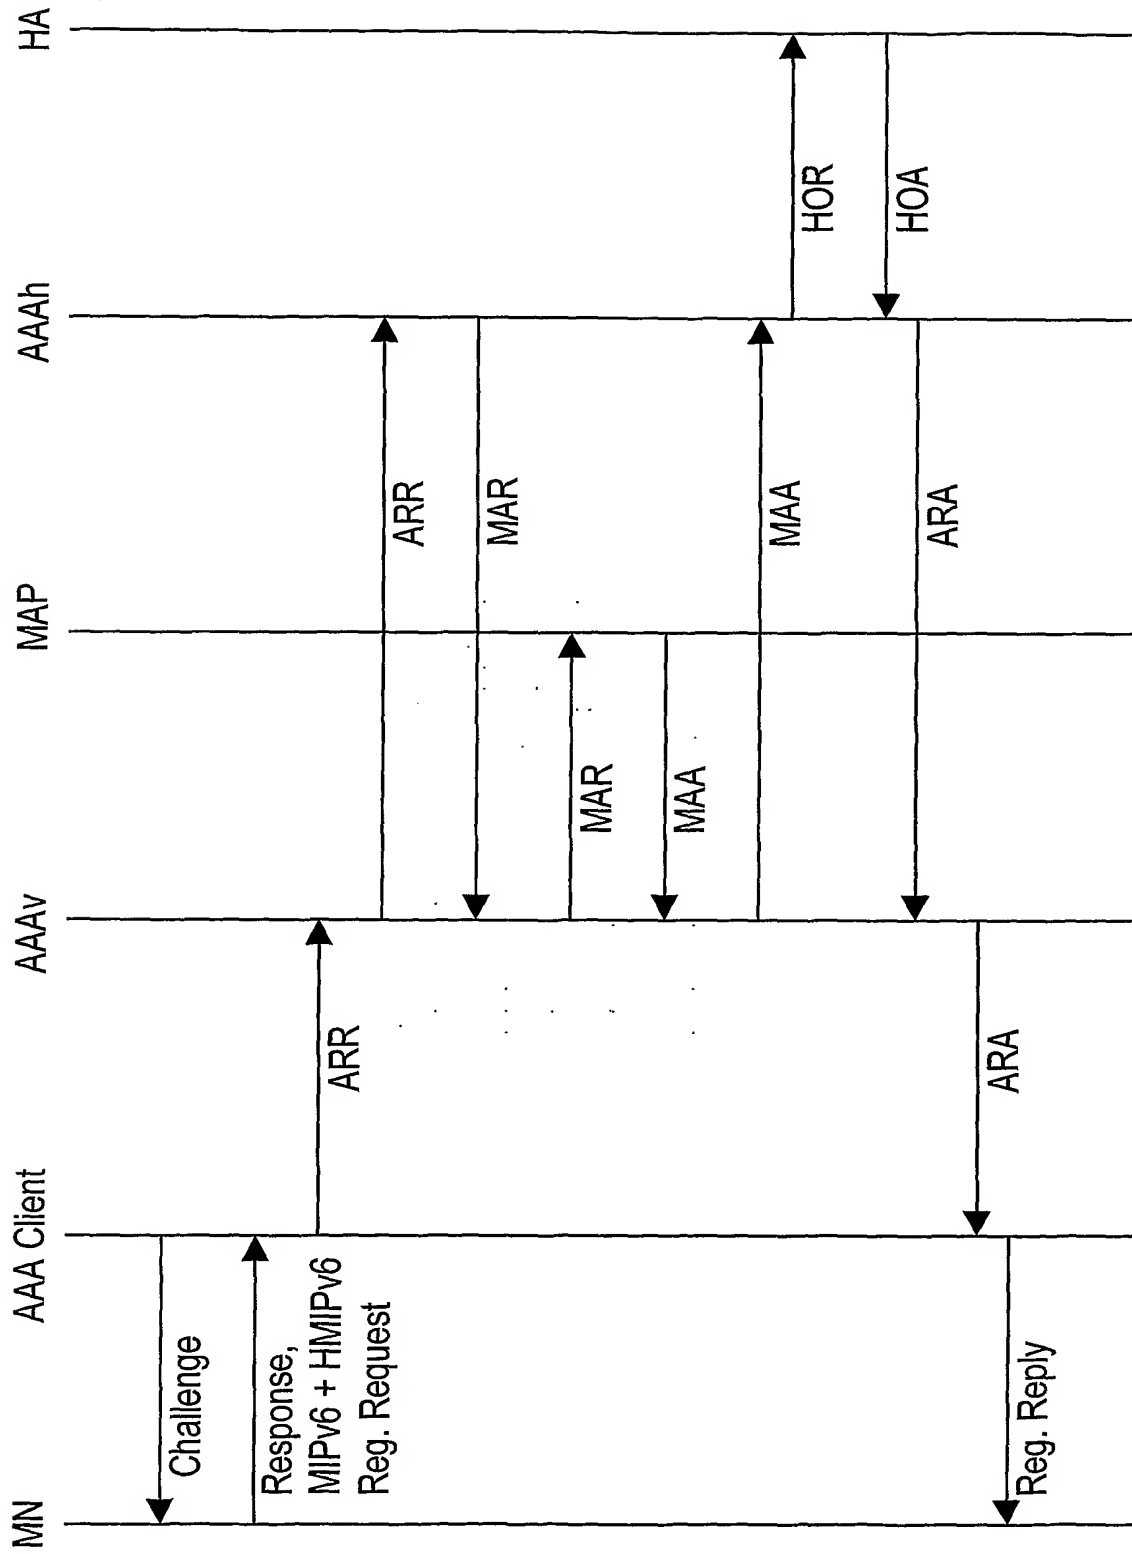 MN
AAA Client
AAAv
MAP
AAAh
HA
Challenge
Response,
MIPv6 + HMIPv6
Reg. Request
ARR
ARR
MAR
MAR
MAA
MAA
HOR
HOA
ARA
ARA
Reg. Reply